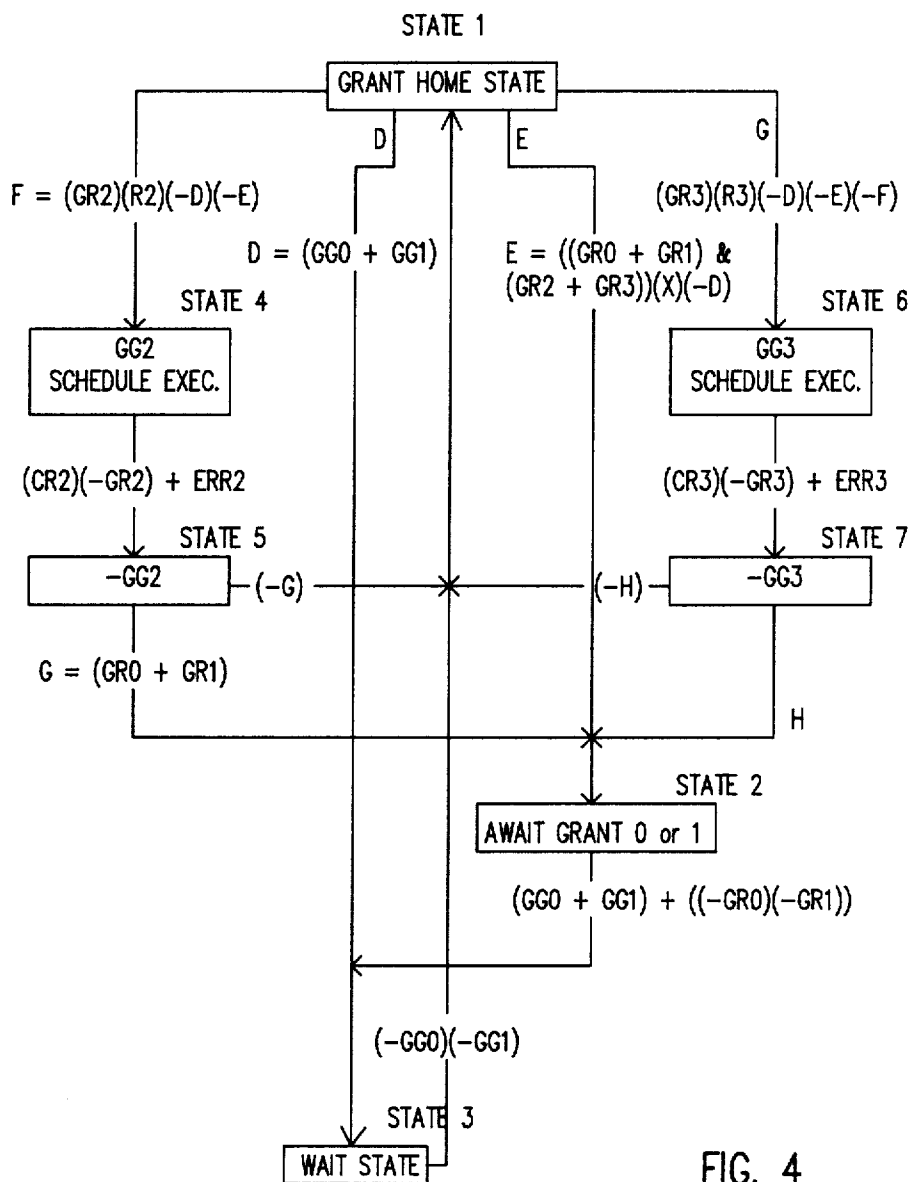 STATE 1
GRANT HOME STATE
D
E
G
F = (GR2)(R2)(-D)(-E)
(GR3)(R3)(-D)(-E)(-F)
D = (GG0 + GG1)
E = ((GR0 + GR1) &
(GR2 + GR3))(X)(-D)
STATE 4
STATE 6
GG2
SCHEDULE EXEC.
GG3
SCHEDULE EXEC.
(CR2)(-GR2) + ERR2
(CR3)(-GR3) + ERR3
STATE 5
STATE 7
-GG2
(-G)
(-H)
-GG3
G = (GR0 + GR1)
H
STATE 2
AWAIT GRANT 0 or 1
(GG0 + GG1) + ((-GR0)(-GR1))
(-GG0)(-GG1)
STATE 3
WAIT STATE
FIG. 4